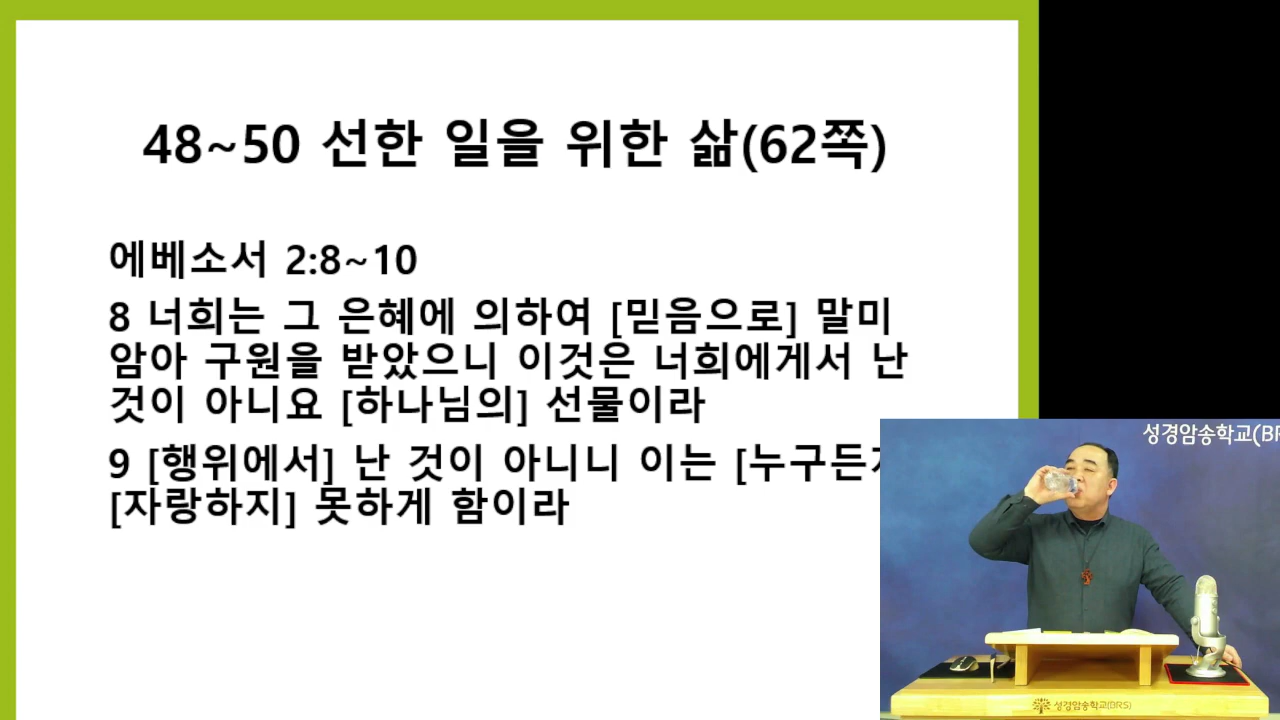 48~50 선한 일을 위한 삶(62쪽)
에베소서 2:8~10
8 너희는 그 은혜에 의하여 [믿음으로] 말미
암아 구원을 받았으니 이것은 너희에게서 난
것이 아니요 [하나님의] 선물이라
9 [행위에서] 난 것이 아니니 이는 [누구든
[자랑하지] 못하게 함이라
성경암송학교(BR
성경암송학교(BRS)